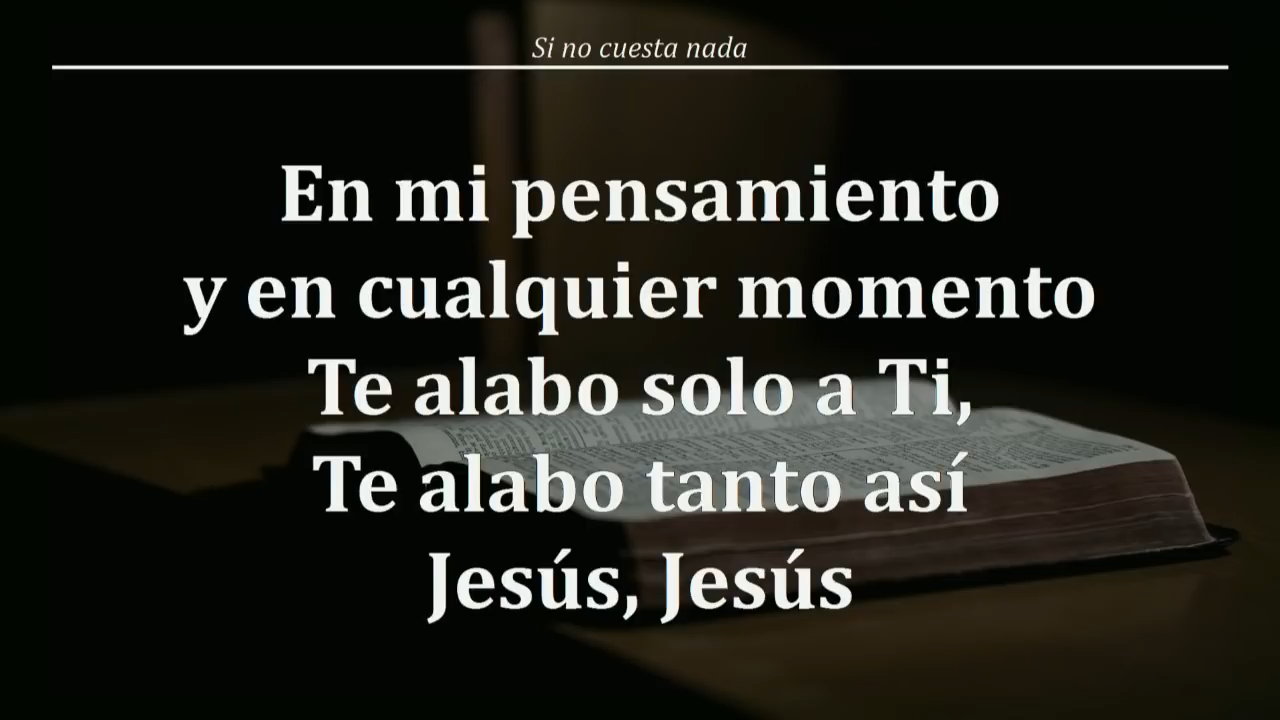 Si no cuesta nada
En mi pensamiento
y en cualquier momento
Te alabo solo a Ti,
Te alabo tanto así
Jesús, Jesús